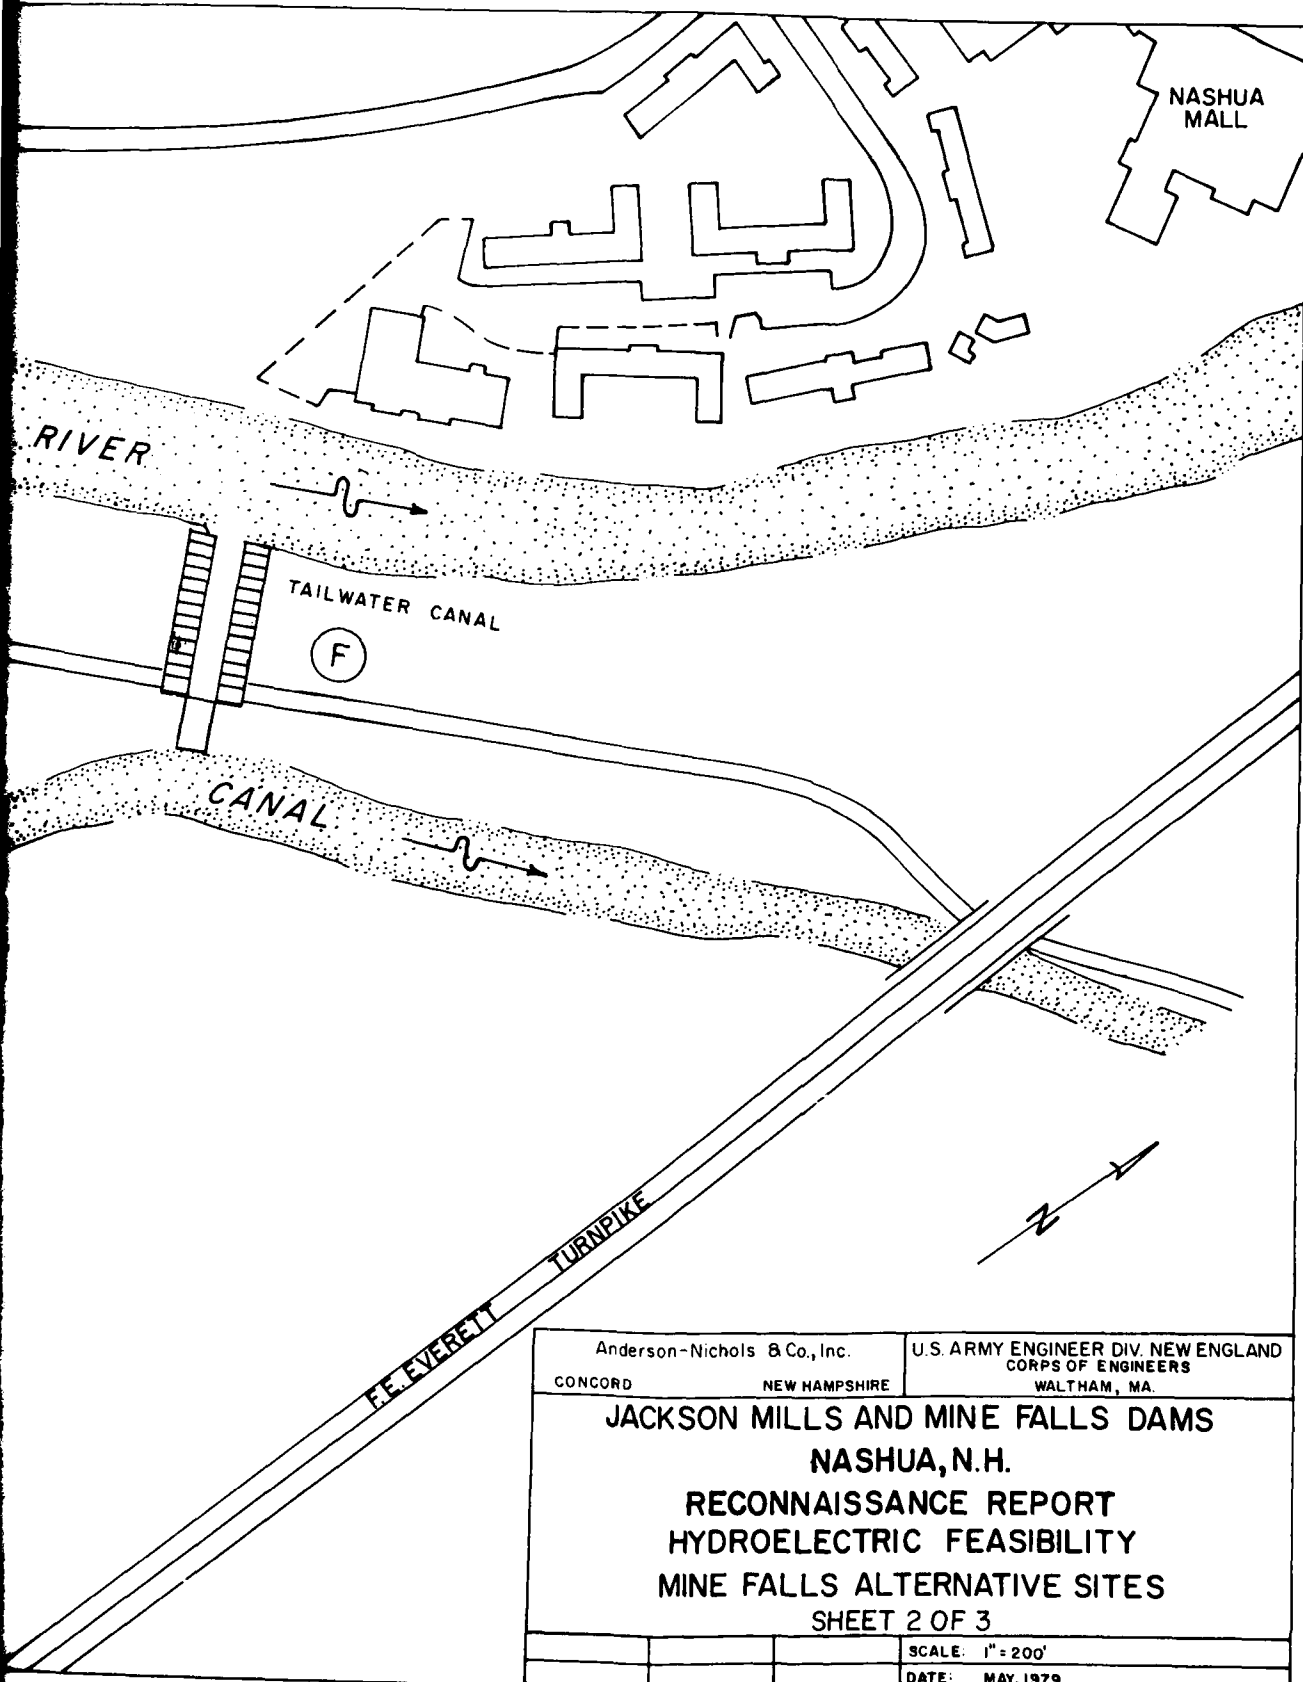 NASHUA
MALL
RIVER
TAILWATER CANAL
F
CANAL
N
F.E. EVERETT TURNPIKE
Anderson-Nichols & Co., Inc.
CONCORD NEW HAMPSHIRE
U.S. ARMY ENGINEER DIV. NEW ENGLAND
CORPS OF ENGINEERS
WALTHAM, MA.
JACKSON MILLS AND MINE FALLS DAMS
NASHUA, N.H.
RECONNAISSANCE REPORT
HYDROELECTRIC FEASIBILITY
MINE FALLS ALTERNATIVE SITES
SHEET 2 OF 3
SCALE: 1" = 200'
DATE: MAY, 1979